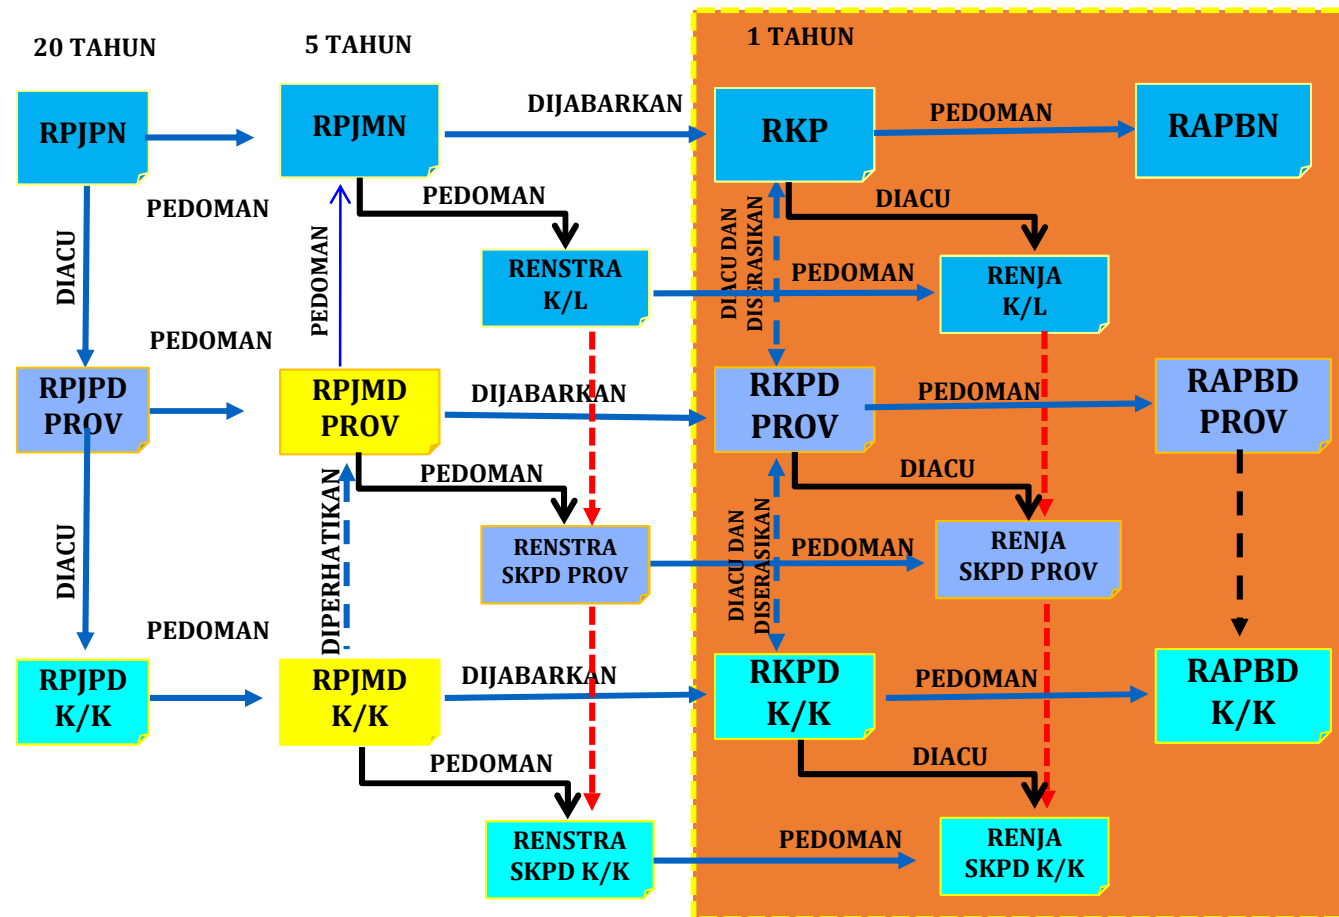 20 TAHUN
5 TAHUN
1 TAHUN
RPJPN
RPJMN
DIJABARKAN
RKP
PEDOMAN
RAPBN
PEDOMAN
PEDOMAN
DIACU
DIACU
PEDOMAN
DIACU DAN
DISERASIKAN
RENSTRA
K/L
PEDOMAN
RENJA
K/L
PEDOMAN
RPJPD
PROV
RPJMD
PROV
DIJABARKAN
RKPD
PROV
PEDOMAN
RAPBD
PROV
PEDOMAN
DIACU
DIACU
DIPERHATIKAN
DIACU DAN
DISERASIKAN
RENSTRA
SKPD PROV
PEDOMAN
RENJA
SKPD PROV
PEDOMAN
RPJPD
K/K
RPJMD
K/K
DIJABARKAN
RKPD
K/K
PEDOMAN
RAPBD
K/K
PEDOMAN
DIACU
RENSTRA
SKPD K/K
PEDOMAN
RENJA
SKPD K/K